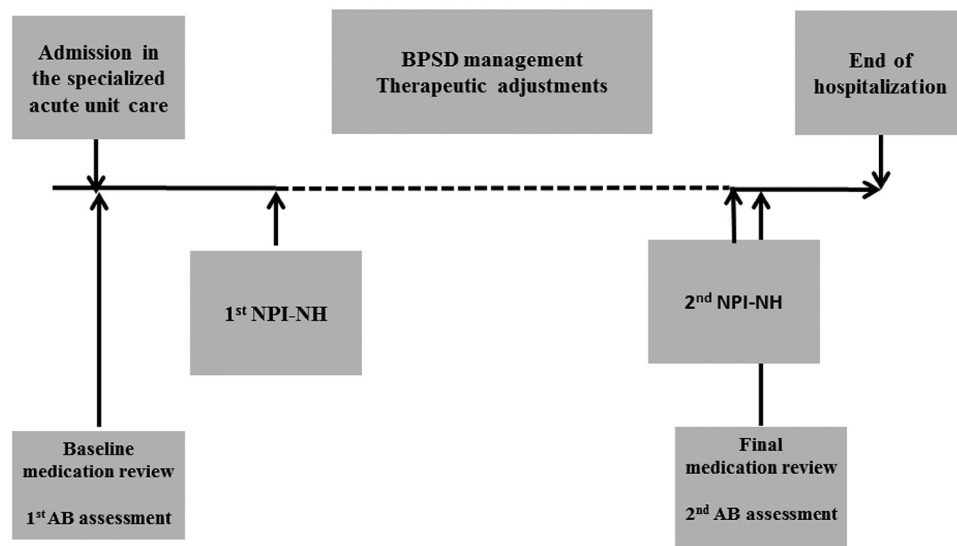 Admission in
the specialized
acute unit care
BPSD management
Therapeutic adjustments
End of
hospitalization
1st NPI-NH
2nd NPI-NH
Baseline
medication review
1st AB assessment
Final
medication review
2nd AB assessment